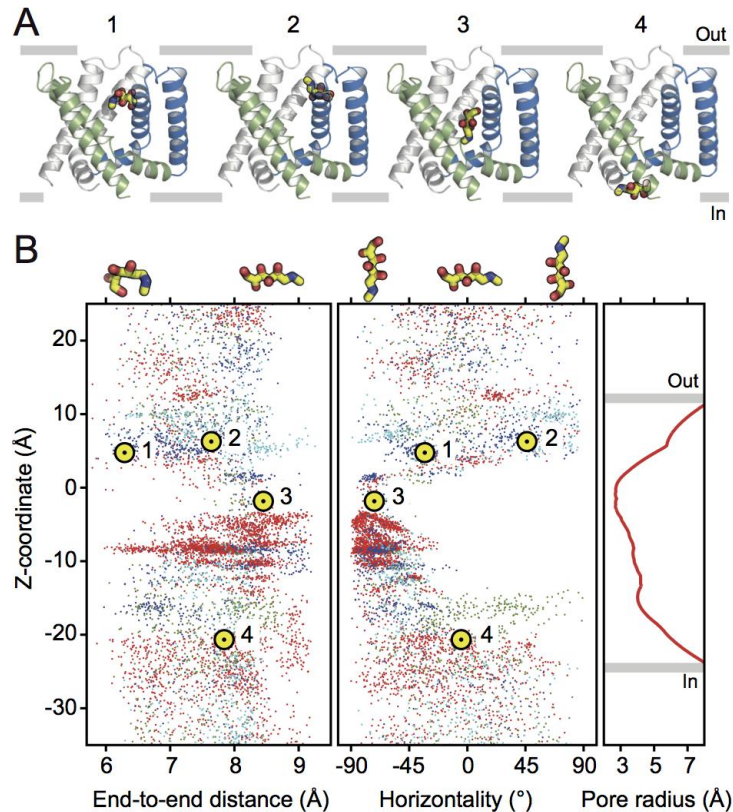 A
1 2 3 4
Out
In
B
20
10
0
-10
-20
-30
Z-coordinate (Å)
1
2
3
4
6 7 8 9
End-to-end distance (Å)
1
2
3
4
-90 -45 0 45 90
Horizontality (°)
Out
In
3 5 7
Pore radius (Å)